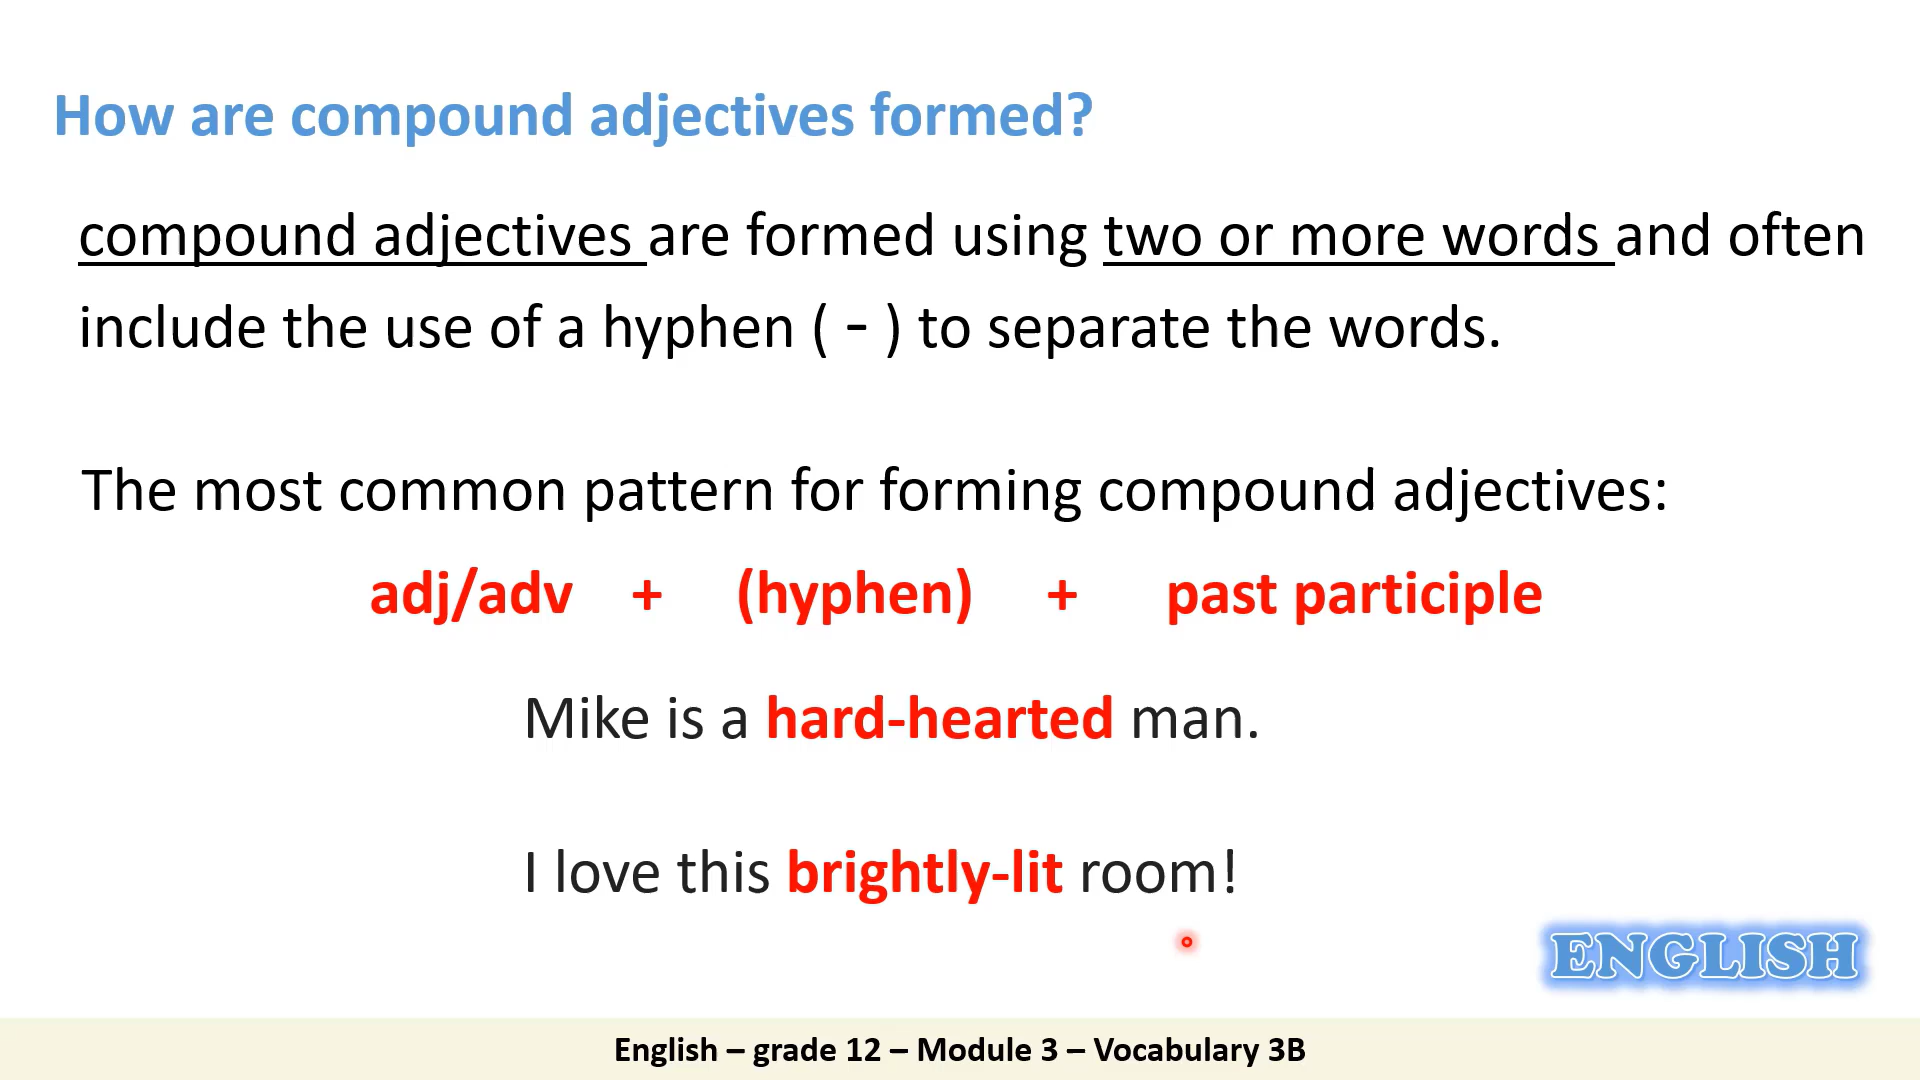 How are compound adjectives formed?
compound adjectives are formed using two or more words and often
include the use of a hyphen ( - ) to separate the words.
The most common pattern for forming compound adjectives:
adj/adv + (hyphen) + past participle
Mike is a hard-hearted man.
I love this brightly-lit room!
ENGLISH
English – grade 12 – Module 3 – Vocabulary 3B